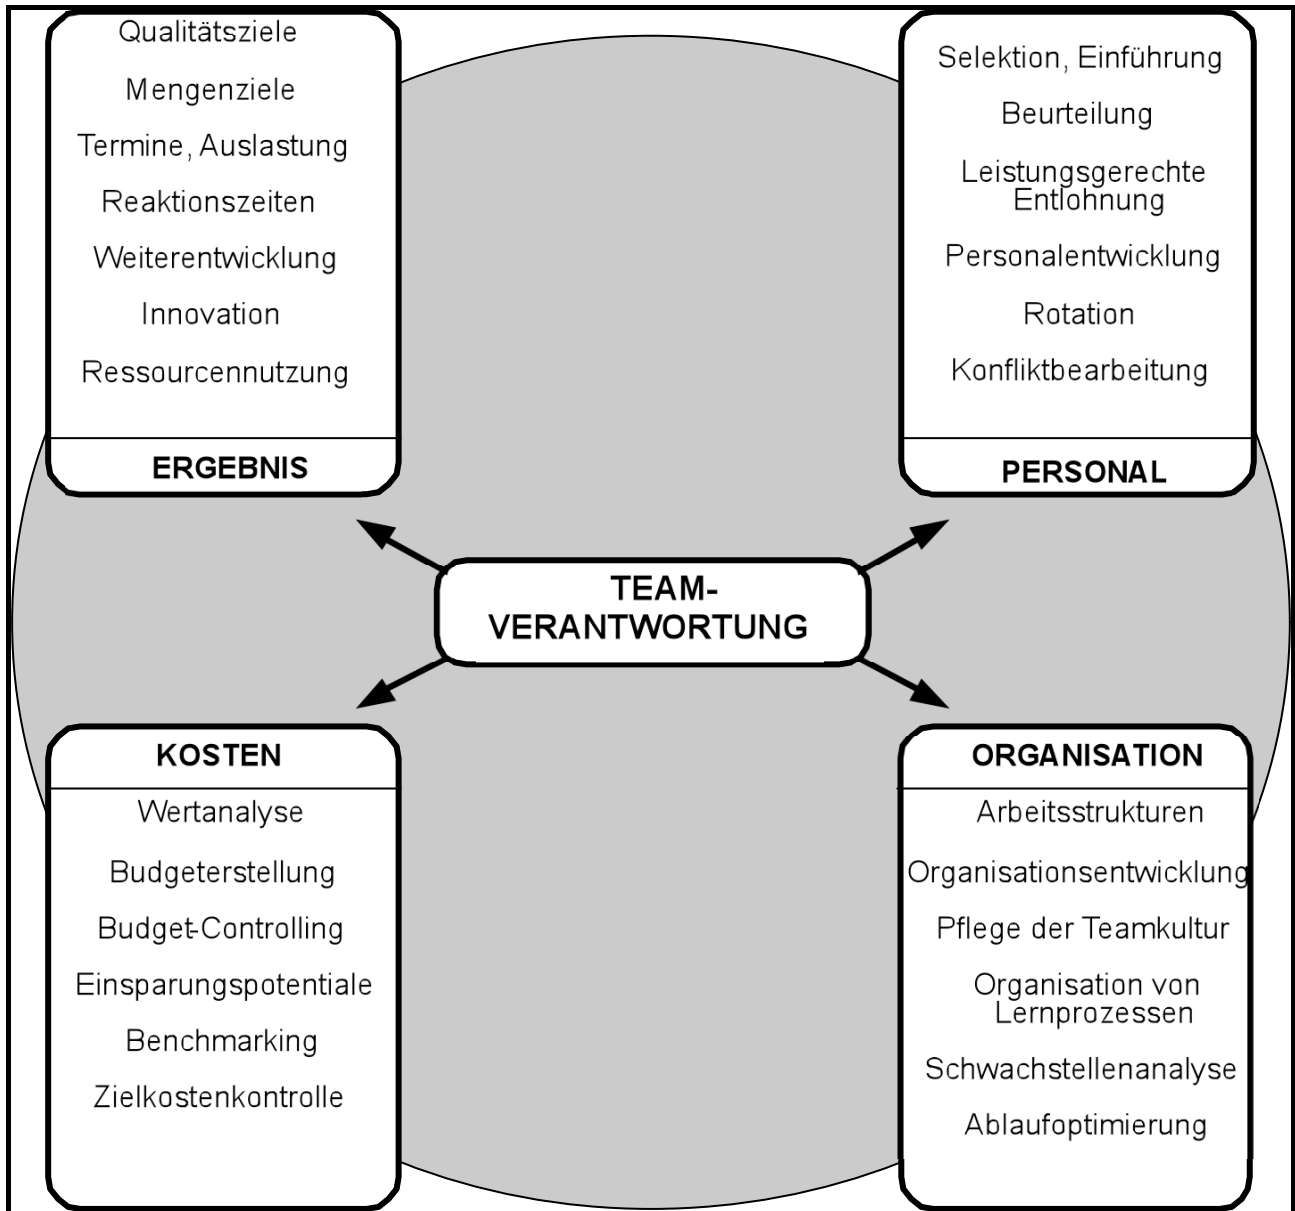 Qualitätsziele
Mengenziele
Termine, Auslastung
Reaktionszeiten
Weiterentwicklung
Innovation
Ressourcennutzung
ERGEBNIS
Selektion, Einführung
Beurteilung
Leistungsgerechte
Entlohnung
Personalentwicklung
Rotation
Konfliktbearbeitung
PERSONAL
TEAM-
VERANTWORTUNG
KOSTEN
Wertanalyse
Budgeterstellung
Budget-Controlling
Einsparungspotentiale
Benchmarking
Zielkostenkontrolle
ORGANISATION
Arbeitsstrukturen
Organisationsentwicklung
Pflege der Teamkultur
Organisation von
Lernprozessen
Schwachstellenanalyse
Ablaufoptimierung